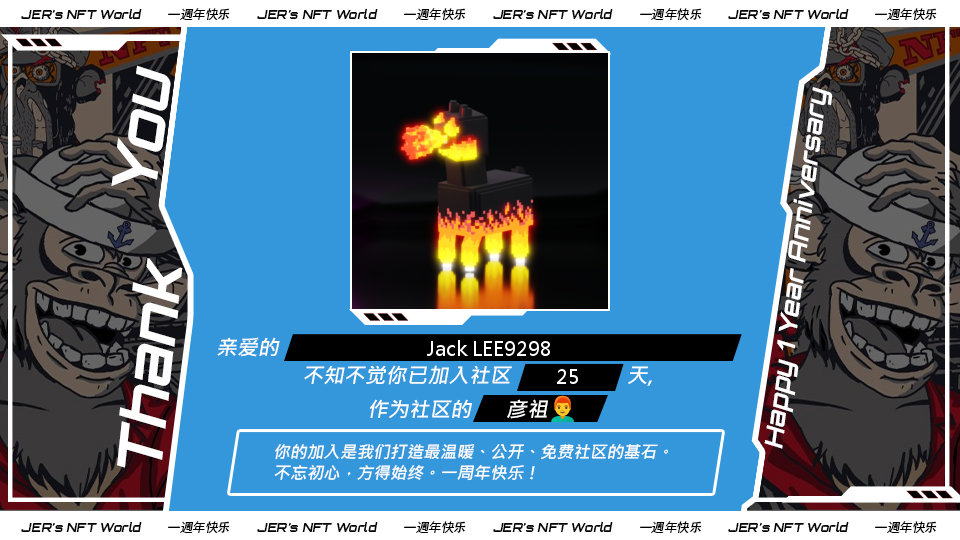 JER's NFT World 一週年快乐 JER's NFT World 一週年快乐 JER's NFT World 一週年快乐 JER's NFT World 一週年快乐
Thank You
Happy 1 Year Anniversary
亲爱的 Jack LEE9298
不知不觉你已加入社区 25 天,
作为社区的 彦祖👨‍🦰
你的加入是我们打造最温暖、公开、免费社区的基石。
不忘初心，方得始终。一周年快乐！
JER's NFT World 一週年快乐 JER's NFT World 一週年快乐 JER's NFT World 一週年快乐 JER's NFT World 一週年快乐